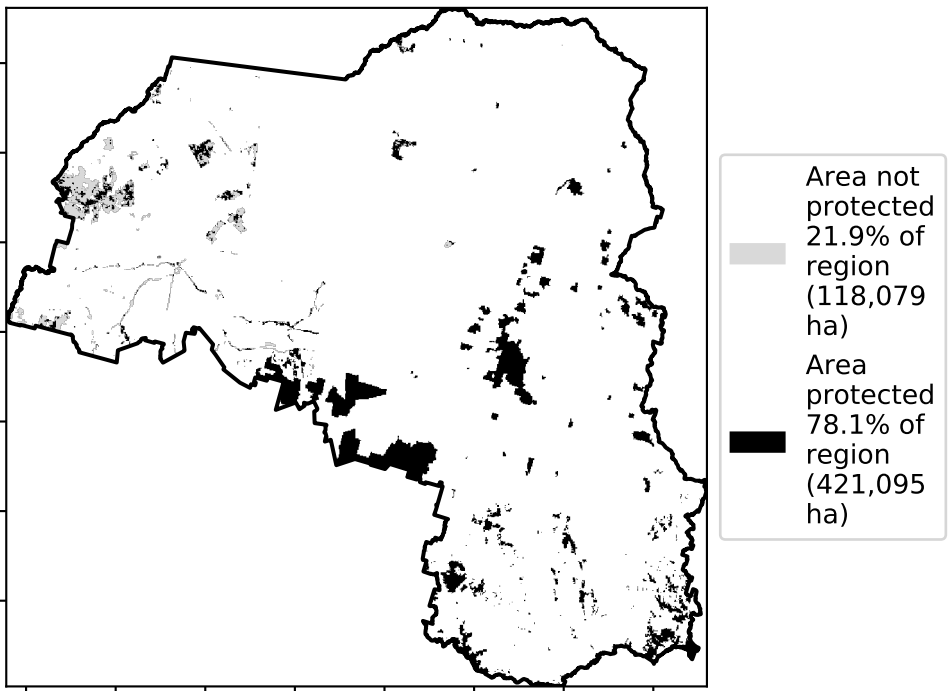 Area not
protected
21.9% of
region
(118,079
ha)
Area
protected
78.1% of
region
(421,095
ha)